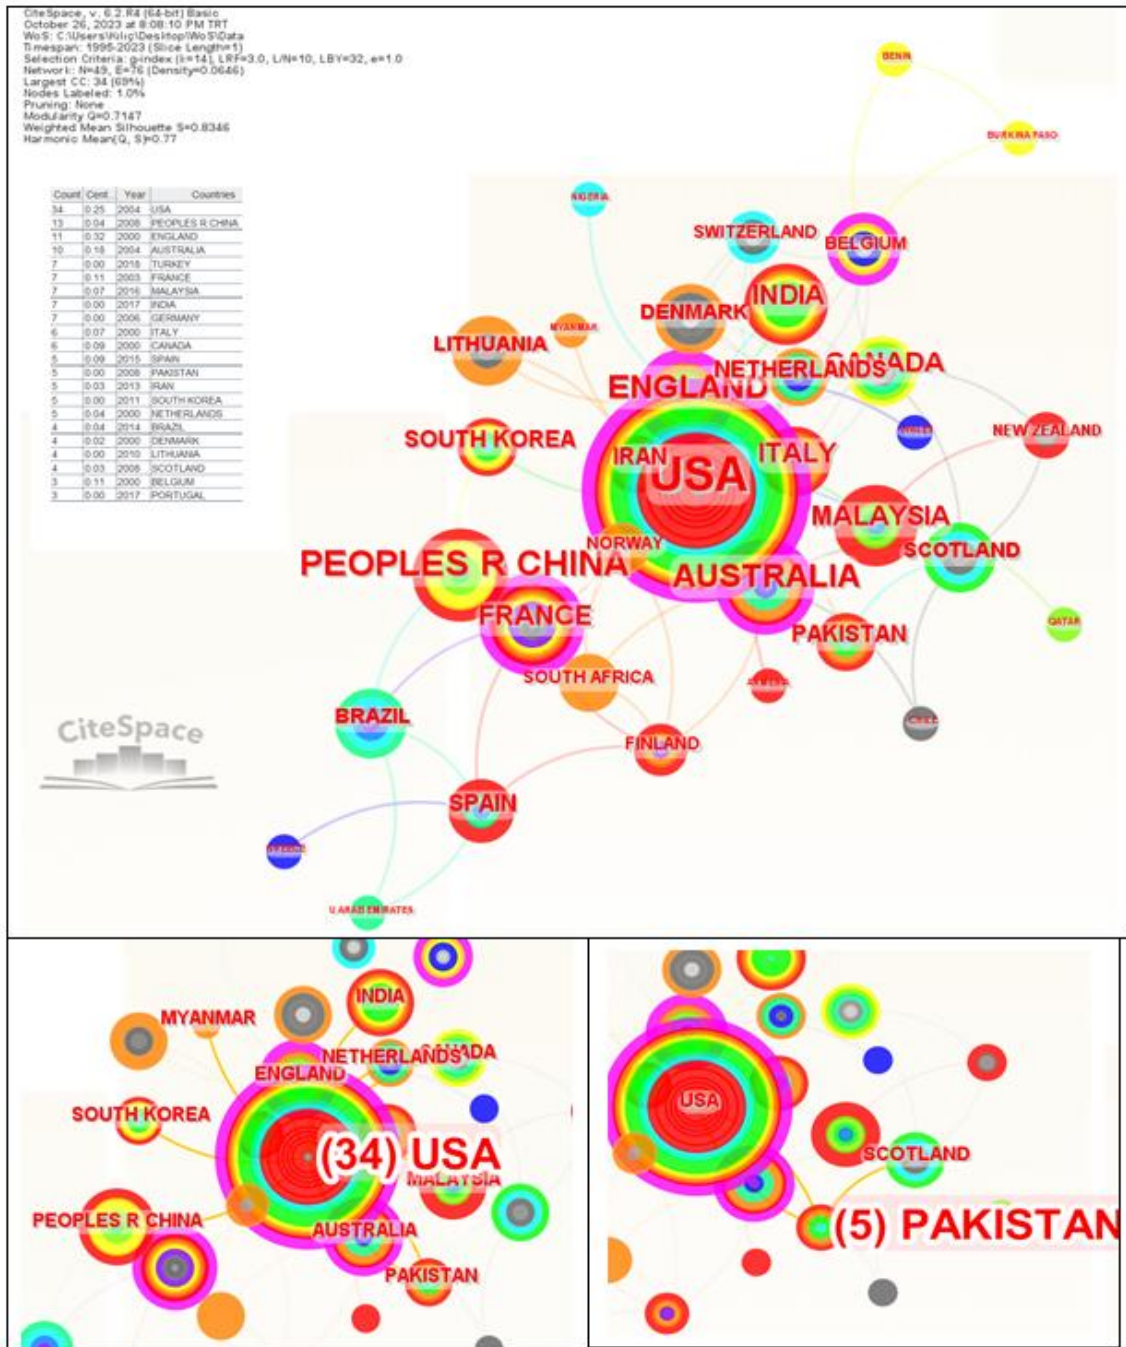 CiteSpace, v. 6.2.R4 (64-bit) Basic
October 26, 2023 at 8:08:10 PM TRT
WoS: C:\Users\Kılıç\Desktop\WoS\Data
Timespan: 1995-2023 (Slice Length=1)
Selection Criteria: g-index (k=14), LRF=3.0, L/N=10, LBY=32, e=1.0
Network: N=49, E=76 (Density=0.0646)
Largest CC: 34 (69%)
Nodes Labeled: 1.0%
Pruning: None
Modularity Q=0.7147
Weighted Mean Silhouette S=0.8346
Harmonic Mean(Q, S)=0.77
Count Cent. Year Countries
34 0.25 2004 USA
13 0.04 2008 PEOPLES R CHINA
11 0.32 2000 ENGLAND
10 0.18 2004 AUSTRALIA
7 0.00 2018 TURKEY
7 0.11 2003 FRANCE
7 0.07 2016 MALAYSIA
7 0.00 2017 INDIA
7 0.00 2006 GERMANY
6 0.07 2000 ITALY
6 0.09 2000 CANADA
5 0.09 2015 SPAIN
5 0.00 2008 PAKISTAN
5 0.03 2013 IRAN
5 0.00 2011 SOUTH KOREA
5 0.04 2000 NETHERLANDS
4 0.04 2014 BRAZIL
4 0.02 2000 DENMARK
4 0.00 2010 LITHUANIA
4 0.03 2008 SCOTLAND
3 0.11 2000 BELGIUM
3 0.00 2017 PORTUGAL
BENIN
BURKINA FASO
NIGERIA
SWITZERLAND
BELGIUM
INDIA
DENMARK
MYANMAR
LITHUANIA
NETHERLANDS
CANADA
ENGLAND
NEW ZEALAND
SOUTH KOREA
IRAN
USA
ITALY
MALAYSIA
NORWAY
SCOTLAND
PEOPLES R CHINA
AUSTRALIA
FRANCE
PAKISTAN
QATAR
SOUTH AFRICA
BRAZIL
FINLAND
CiteSpace
SPAIN
U ARAB EMIRATES
INDIA
MYANMAR
NETHERLANDS
CANADA
ENGLAND
SOUTH KOREA
(34) USA
MALAYSIA
PEOPLES R CHINA
AUSTRALIA
PAKISTAN
USA
SCOTLAND
(5) PAKISTAN